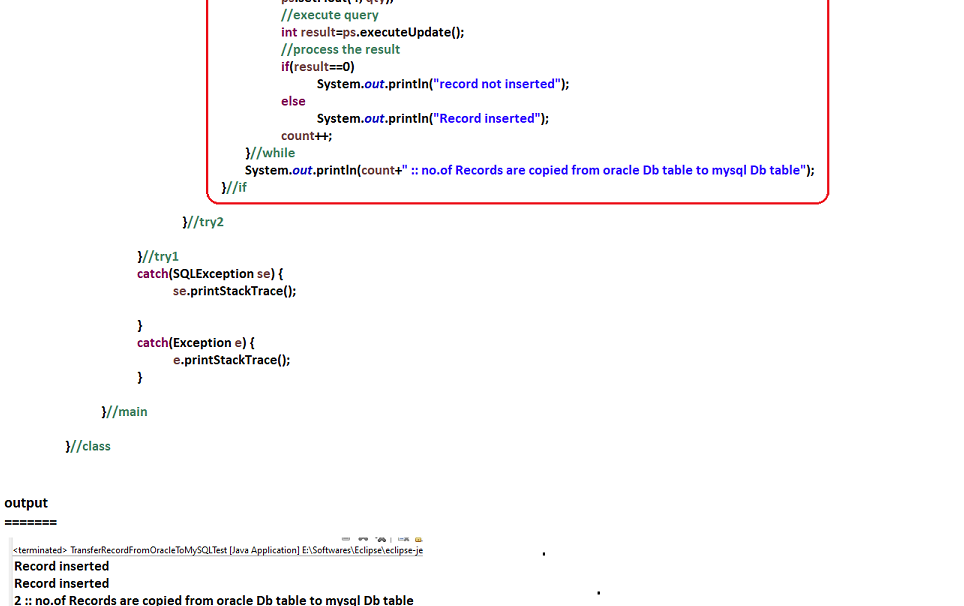 //execute query
int result=ps.executeUpdate();
//process the result
if(result==0)
System.out.println("record not inserted");
else
System.out.println("Record inserted");
count++;
}//while
System.out.println(count+" :: no.of Records are copied from oracle Db table to mysql Db table");
}//if
}//try2
}//try1
catch(SQLException se) {
se.printStackTrace();
}
catch(Exception e) {
e.printStackTrace();
}
}//main
}//class
output
=======
<terminated> TransferRecordFromOracleToMySQLTest [Java Application] E:\Softwares\Eclipse\eclipse-je
Record inserted
Record inserted
2 :: no.of Records are copied from oracle Db table to mysql Db table